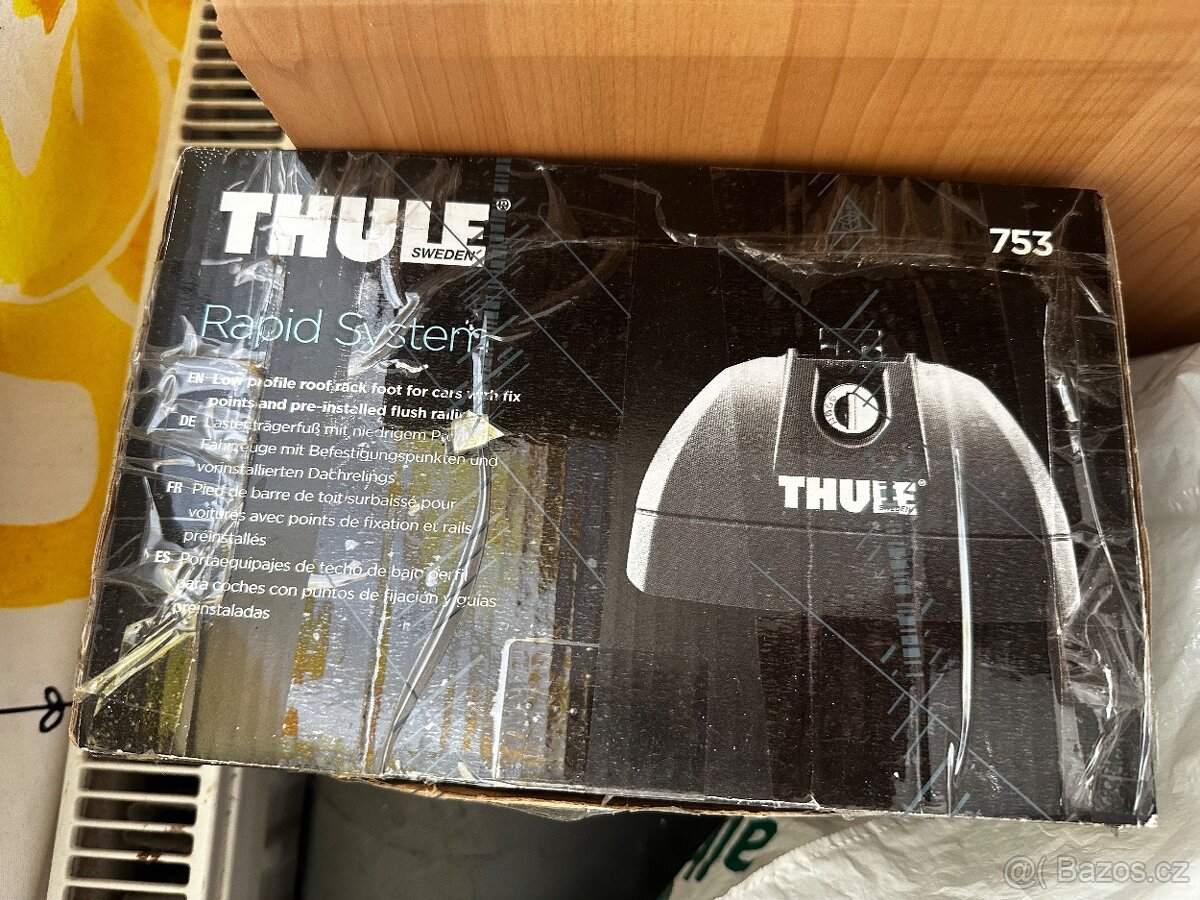 THULE®
SWEDEN
753
Rapid System
EN Low profile roof rack foot for cars with fix
points and pre-installed flush railing
DE Lastenträgerfuß mit niedrigem
Fahrzeuge mit Befestigungspunkten und
vorinstallierten Dachrelings
FR Pied de barre de toit surbaissé pour
voitures avec points de fixation et rails
préinstallés
ES Portaequipajes de techo de bajo perfil
para coches con puntos de fijación y guías
preinstaladas
THULE®
SWEDEN
Bazos.cz